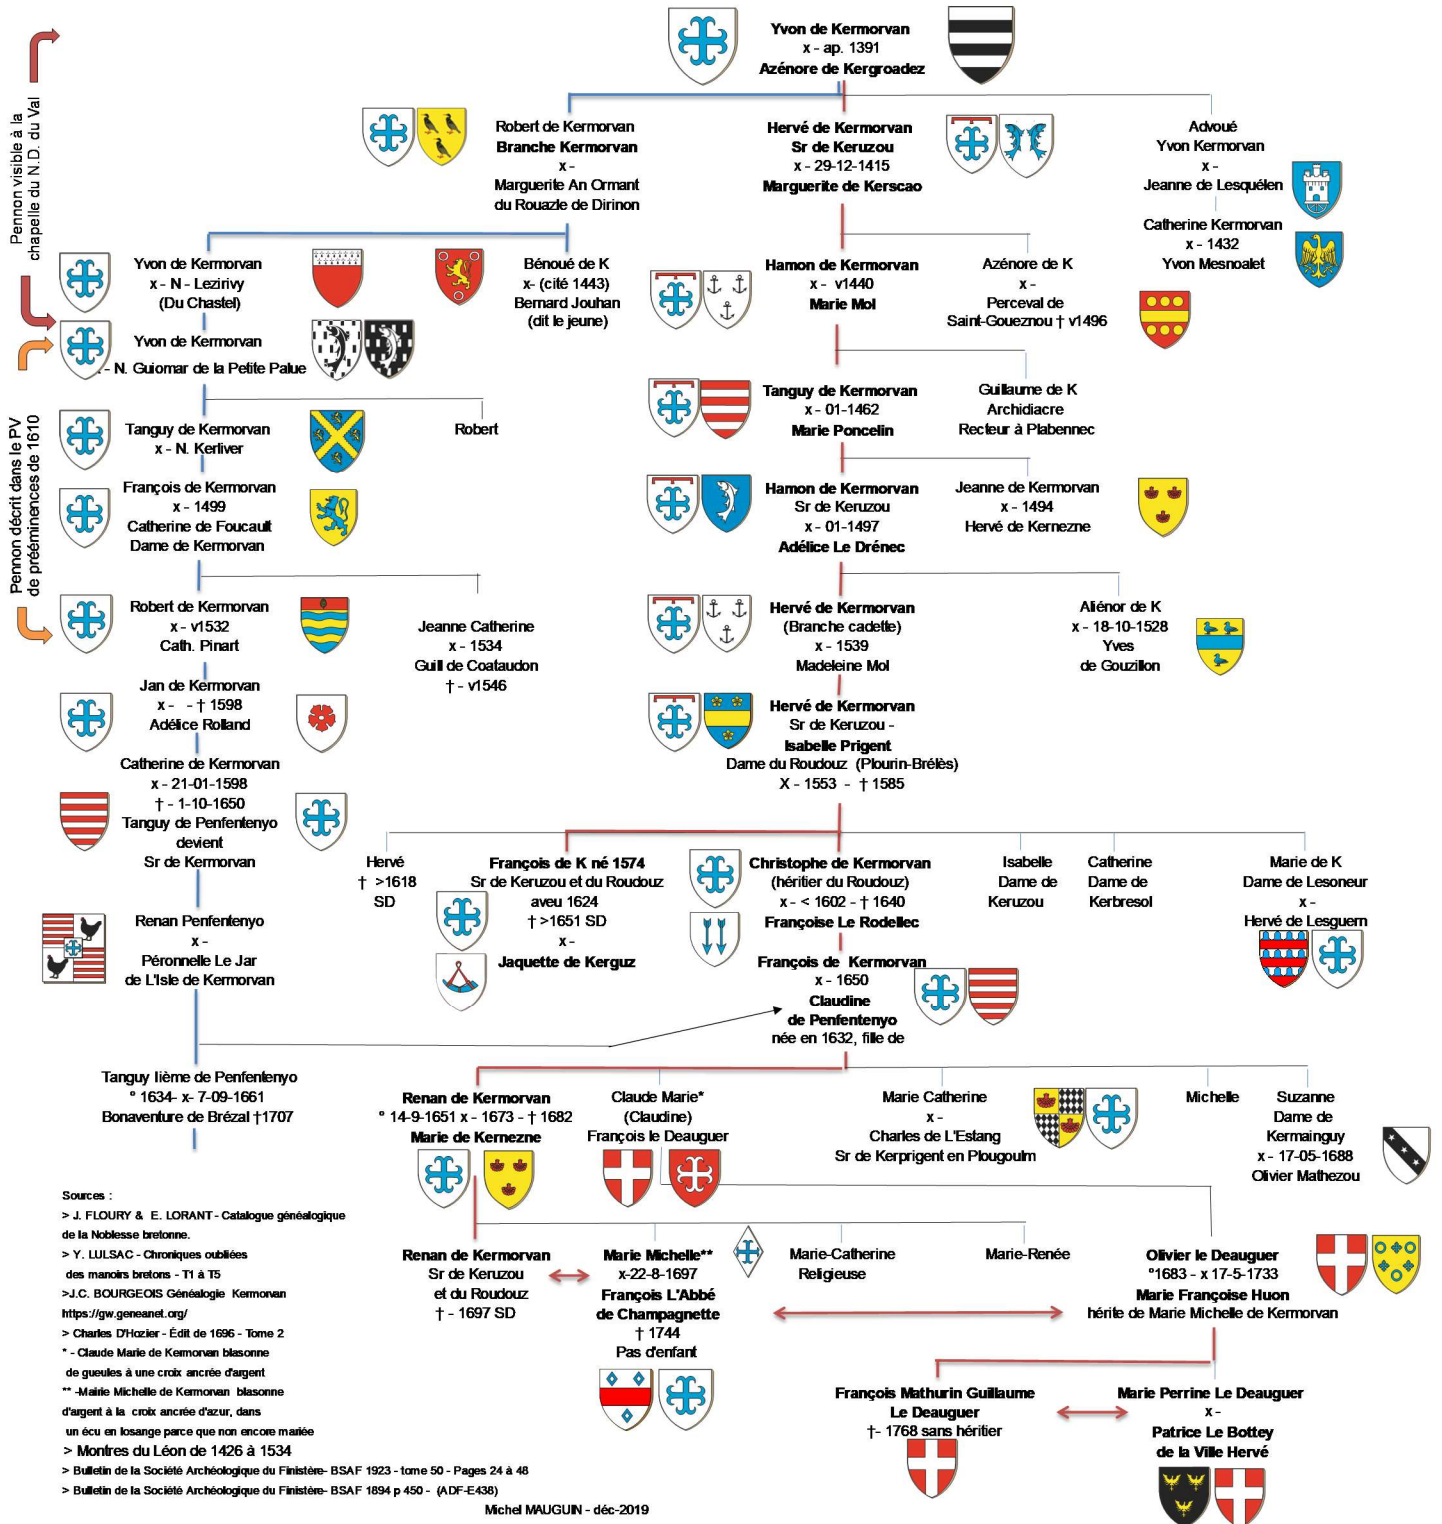 Yvon de Kermorvan
x - ap. 1391
Azénore de Kergroadez
Pennon visible à la
chapelle du N.D. du Val
Robert de Kermorvan
Branche Kermorvan
x -
Marguerite An Ormant
du Rouazle de Dirinon
Hervé de Kermorvan
Sr de Keruzou
x - 29-12-1415
Marguerite de Kerscao
Advoué
Yvon Kermorvan
x -
Jeanne de Lesquélen
Catherine Kermorvan
x - 1432
Yvon Mesnoalet
Yvon de Kermorvan
x - N - Lezirivy
(Du Chastel)
Bénoué de K
x- (cité 1443)
Bernard Jouhan
(dit le jeune)
Hamon de Kermorvan
x - v1440
Marie Mol
Azénore de K
x -
Perceval de
Saint-Goueznou † v1496
Yvon de Kermorvan
- N. Guiomar de la Petite Palue
Pennon décrit dans le PV
de prééminences de 1610
Tanguy de Kermorvan
x - N. Kerliver
Robert
Tanguy de Kermorvan
x - 01-1462
Marie Poncelin
Guillaume de K
Archidiacre
Recteur à Plabennec
François de Kermorvan
x - 1499
Catherine de Foucault
Dame de Kermorvan
Hamon de Kermorvan
Sr de Keruzou
x - 01-1497
Adélice Le Drénec
Jeanne de Kermorvan
x - 1494
Hervé de Kernezne
Robert de Kermorvan
x - v1532
Cath. Pinart
Jeanne Catherine
x - 1534
Guill de Coataudon
† - v1546
Hervé de Kermorvan
(Branche cadette)
x - 1539
Madeleine Mol
Aliénor de K
x - 18-10-1528
Yves
de Gouzillon
Jan de Kermorvan
x - - † 1598
Adélice Rolland
Hervé de Kermorvan
Sr de Keruzou -
Isabelle Prigent
Dame du Roudouz (Plourin-Brélès)
X - 1553 - † 1585
Catherine de Kermorvan
x - 21-01-1598
† - 1-10-1650
Tanguy de Penfentenyo
devient
Sr de Kermorvan
Hervé
† >1618
SD
François de K né 1574
Sr de Keruzou et du Roudouz
aveu 1624
† >1651 SD
x -
Jaquette de Kerguz
Christophe de Kermorvan
(héritier du Roudouz)
x - < 1602 - † 1640
Françoise Le Rodellec
Isabelle
Dame de
Keruzou
Catherine
Dame de
Kerbresol
Marie de K
Dame de Lesoneur
x -
Hervé de Lesguern
Renan Penfentenyo
x -
Péronnelle Le Jar
de L'Isle de Kermorvan
François de Kermorvan
x - 1650
Claudine
de Penfentenyo
née en 1632, fille de
Tanguy IIème de Penfentenyo
° 1634- x- 7-09-1661
Bonaventure de Brézal †1707
Renan de Kermorvan
° 14-9-1651 x - 1673 - † 1682
Marie de Kernezne
Claude Marie*
(Claudine)
François le Deauguer
Marie Catherine
x -
Charles de L'Estang
Sr de Kerprigent en Plougoulm
Michelle
Suzanne
Dame de
Kermainguy
x - 17-05-1688
Olivier Mathezou
Renan de Kermorvan
Sr de Keruzou
et du Roudouz
† - 1697 SD
Marie Michelle**
x-22-8-1697
François L'Abbé
de Champagnette
† 1744
Pas d'enfant
Marie-Catherine
Religieuse
Marie-Renée
Olivier le Deauguer
°1683 - x 17-5-1733
Marie Françoise Huon
hérite de Marie Michelle de Kermorvan
François Mathurin Guillaume
Le Deauguer
†- 1768 sans héritier
Marie Perrine Le Deauguer
x -
Patrice Le Bottey
de la Ville Hervé
Sources :
> J. FLOURY & E. LORANT - Catalogue généalogique
de la Noblesse bretonne.
> Y. LULSAC - Chroniques oubliées
des manoirs bretons - T1 à T5
>J.C. BOURGEOIS Généalogie Kermorvan
https://gw.geneanet.org/
> Charles D'Hozier - Édit de 1696 - Tome 2
* - Claude Marie de Kermorvan blasonne
de gueules à une croix ancrée d'argent
** -Mairie Michelle de Kermorvan blasonne
d'argent à la croix ancrée d'azur, dans
un écu en losange parce que non encore mariée
> Montres du Léon de 1426 à 1534
> Bulletin de la Société Archéologique du Finistère- BSAF 1923 - tome 50 - Pages 24 à 48
> Bulletin de la Société Archéologique du Finistère- BSAF 1894 p 450 - (ADF-E438)
Michel MAUGUIN - déc-2019